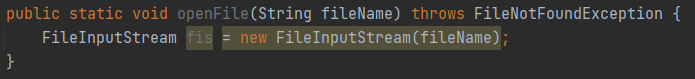 public static void openFile(String fileName) throws FileNotFoundException {
    FileInputStream fis = new FileInputStream(fileName);
}